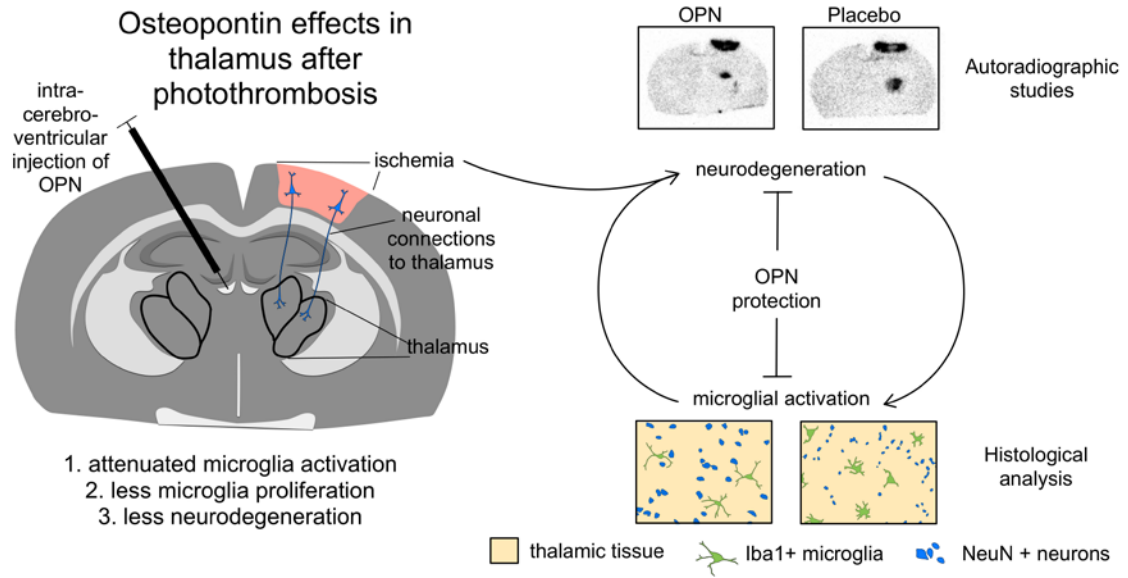 Osteopontin effects in
thalamus after
photothrombosis
intra-
cerebro-
ventricular
injection of
OPN
ischemia
neuronal
connections
to thalamus
thalamus
1. attenuated microglia activation
2. less microglia proliferation
3. less neurodegeneration
OPN
Placebo
Autoradiographic
studies
neurodegeneration
OPN
protection
microglial activation
Histological
analysis
thalamic tissue
Iba1+ microglia
NeuN + neurons